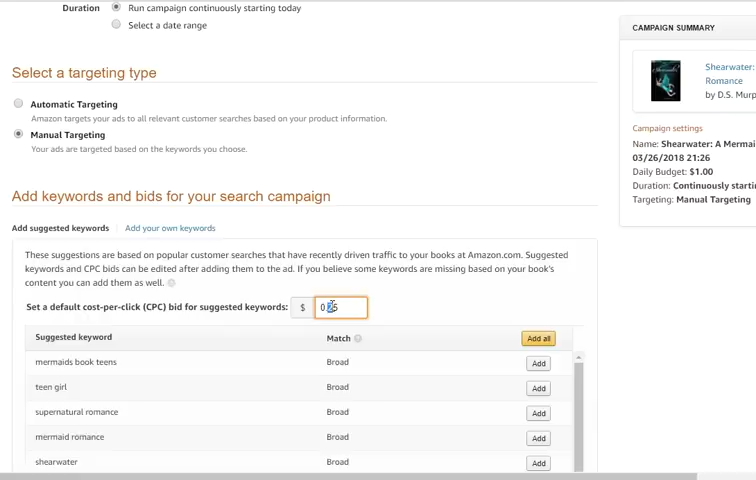 Duration
Run campaign continuously starting today
Select a date range
Select a targeting type
Automatic Targeting
Amazon targets your ads to all relevant customer searches based on your product information.
Manual Targeting
Your ads are targeted based on the keywords you choose.
Add keywords and bids for your search campaign
Add suggested keywords
Add your own keywords
These suggestions are based on popular customer searches that have recently driven traffic to your books at Amazon.com. Suggested
keywords and CPC bids can be edited after adding them to the ad. If you believe some keywords are missing based on your book's
content you can add them as well.
Set a default cost-per-click (CPC) bid for suggested keywords:
$
Suggested keyword
Match
Add all
mermaids book teens
Broad
Add
teen girl
Broad
Add
supernatural romance
Broad
Add
mermaid romance
Broad
Add
shearwater
Broad
Add
CAMPAIGN SUMMARY
Shearwater:
Romance
by D.S. Murp
Campaign settings
Name: Shearwater: A Mermai
03/26/2018 21:26
Daily Budget: $1.00
Duration: Continuously starti
Targeting: Manual Targeting